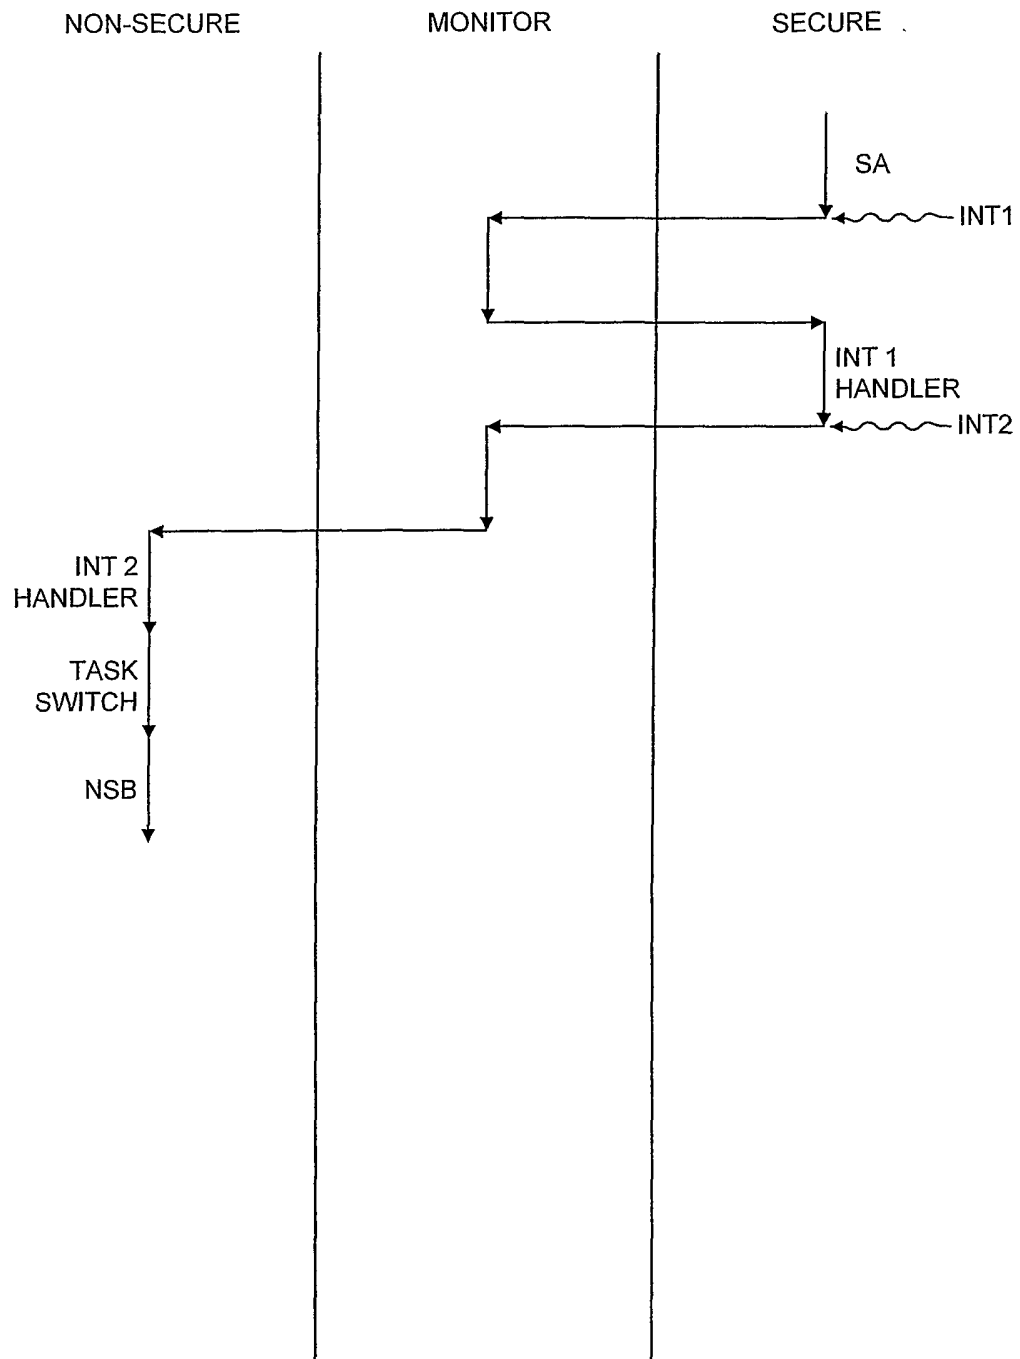 NON-SECURE
MONITOR
SECURE
SA
INT1
INT 1
HANDLER
INT2
INT 2
HANDLER
TASK
SWITCH
NSB